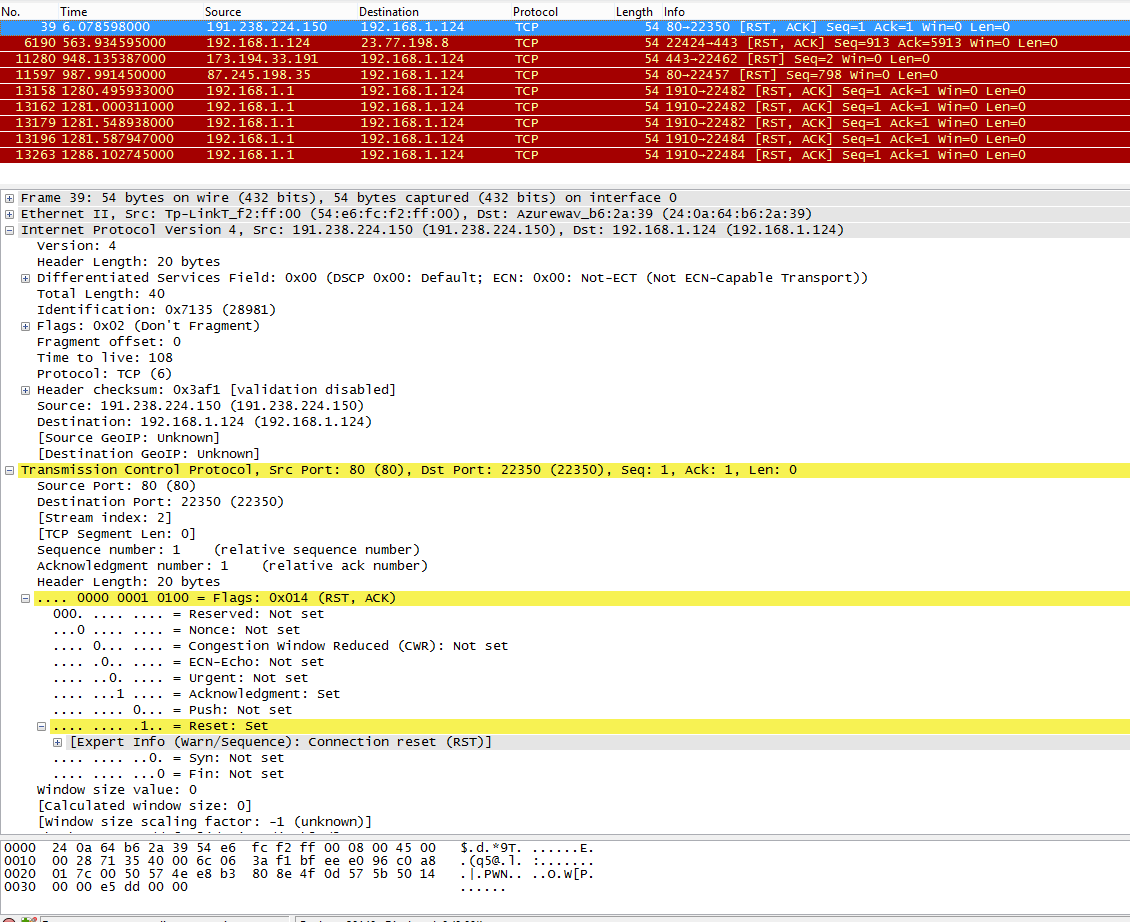 No. Time Source Destination Protocol Length Info
39 6.078598000 191.238.224.150 192.168.1.124 TCP 54 80→22350 [RST, ACK] Seq=1 Ack=1 Win=0 Len=0
6190 563.934595000 192.168.1.124 23.77.198.8 TCP 54 22424→443 [RST, ACK] Seq=913 Ack=5913 Win=0 Len=0
11280 948.135387000 173.194.33.191 192.168.1.124 TCP 54 443→22462 [RST] Seq=2 Win=0 Len=0
11597 987.991450000 87.245.198.35 192.168.1.124 TCP 54 80→22457 [RST] Seq=798 Win=0 Len=0
13158 1280.495933000 192.168.1.1 192.168.1.124 TCP 54 1910→22482 [RST, ACK] Seq=1 Ack=1 Win=0 Len=0
13162 1281.000311000 192.168.1.1 192.168.1.124 TCP 54 1910→22482 [RST, ACK] Seq=1 Ack=1 Win=0 Len=0
13179 1281.548938000 192.168.1.1 192.168.1.124 TCP 54 1910→22482 [RST, ACK] Seq=1 Ack=1 Win=0 Len=0
13196 1281.587947000 192.168.1.1 192.168.1.124 TCP 54 1910→22484 [RST, ACK] Seq=1 Ack=1 Win=0 Len=0
13263 1288.102745000 192.168.1.1 192.168.1.124 TCP 54 1910→22484 [RST, ACK] Seq=1 Ack=1 Win=0 Len=0
Frame 39: 54 bytes on wire (432 bits), 54 bytes captured (432 bits) on interface 0
Ethernet II, Src: Tp-LinkT_f2:ff:00 (54:e6:fc:f2:ff:00), Dst: Azurewav_b6:2a:39 (24:0a:64:b6:2a:39)
Internet Protocol Version 4, Src: 191.238.224.150 (191.238.224.150), Dst: 192.168.1.124 (192.168.1.124)
Version: 4
Header Length: 20 bytes
Differentiated Services Field: 0x00 (DSCP 0x00: Default; ECN: 0x00: Not-ECT (Not ECN-Capable Transport))
Total Length: 40
Identification: 0x7135 (28981)
Flags: 0x02 (Don't Fragment)
Fragment offset: 0
Time to live: 108
Protocol: TCP (6)
Header checksum: 0x3af1 [validation disabled]
Source: 191.238.224.150 (191.238.224.150)
Destination: 192.168.1.124 (192.168.1.124)
[Source GeoIP: Unknown]
[Destination GeoIP: Unknown]
Transmission Control Protocol, Src Port: 80 (80), Dst Port: 22350 (22350), Seq: 1, Ack: 1, Len: 0
Source Port: 80 (80)
Destination Port: 22350 (22350)
[Stream index: 2]
[TCP Segment Len: 0]
Sequence number: 1 (relative sequence number)
Acknowledgment number: 1 (relative ack number)
Header Length: 20 bytes
.... 0000 0001 0100 = Flags: 0x014 (RST, ACK)
000. .... .... = Reserved: Not set
...0 .... .... = Nonce: Not set
.... 0... .... = Congestion Window Reduced (CWR): Not set
.... .0.. .... = ECN-Echo: Not set
.... ..0. .... = Urgent: Not set
.... ...1 .... = Acknowledgment: Set
.... .... 0... = Push: Not set
.... .... .1.. = Reset: Set
[Expert Info (Warn/Sequence): Connection reset (RST)]
.... .... ..0. = Syn: Not set
.... .... ...0 = Fin: Not set
Window size value: 0
[Calculated window size: 0]
[Window size scaling factor: -1 (unknown)]
0000 24 0a 64 b6 2a 39 54 e6 fc f2 ff 00 08 00 45 00 $.d.*9T. ......E.
0010 00 28 71 35 40 00 6c 06 3a f1 bf ee e0 96 c0 a8 .(q5@.l. :.......
0020 01 7c 00 50 57 4e e8 b3 80 8e 4f 0d 57 5b 50 14 .|.PWN.. ..O.W[P.
0030 00 00 e5 dd 00 00 ......